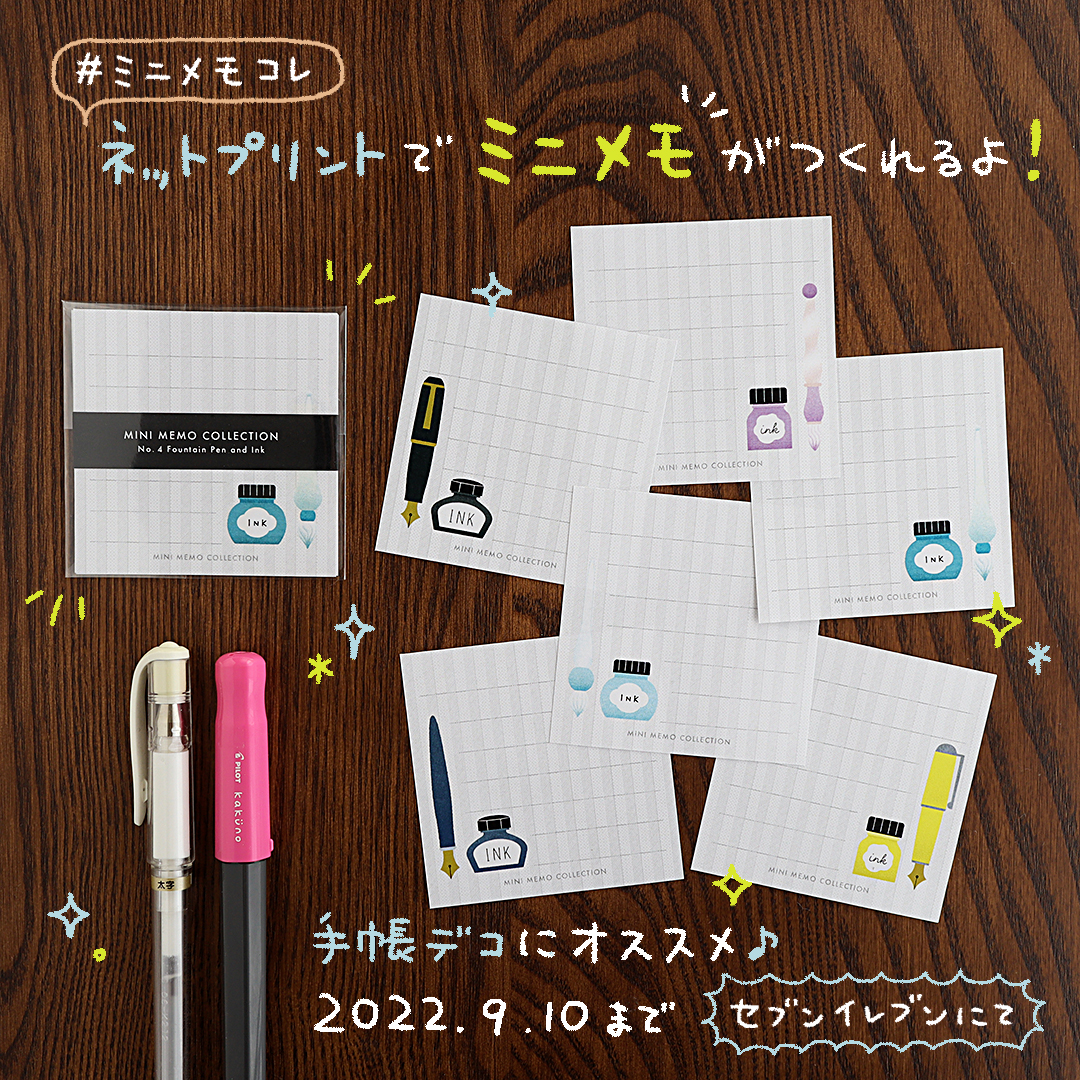 #ミニメモコレ
ネットプリントでミニメモがつくれるよ!
MINI MEMO COLLECTION
No. 4 Fountain Pen and Ink
INK
MINI MEMO COLLECTION
INK
MINI MEMO COLLECTION
ink
MINI MEMO COLLECTION
INK
MINI MEMO COLLECTION
INK
MINI MEMO COLLECTION
INK
MINI MEMO COLLECTION
ink
MINI MEMO COLLECTION
太字
PILOT kaküno
手帳デコにオススメ♪
2022.9.10まで
セブンイレブンにて